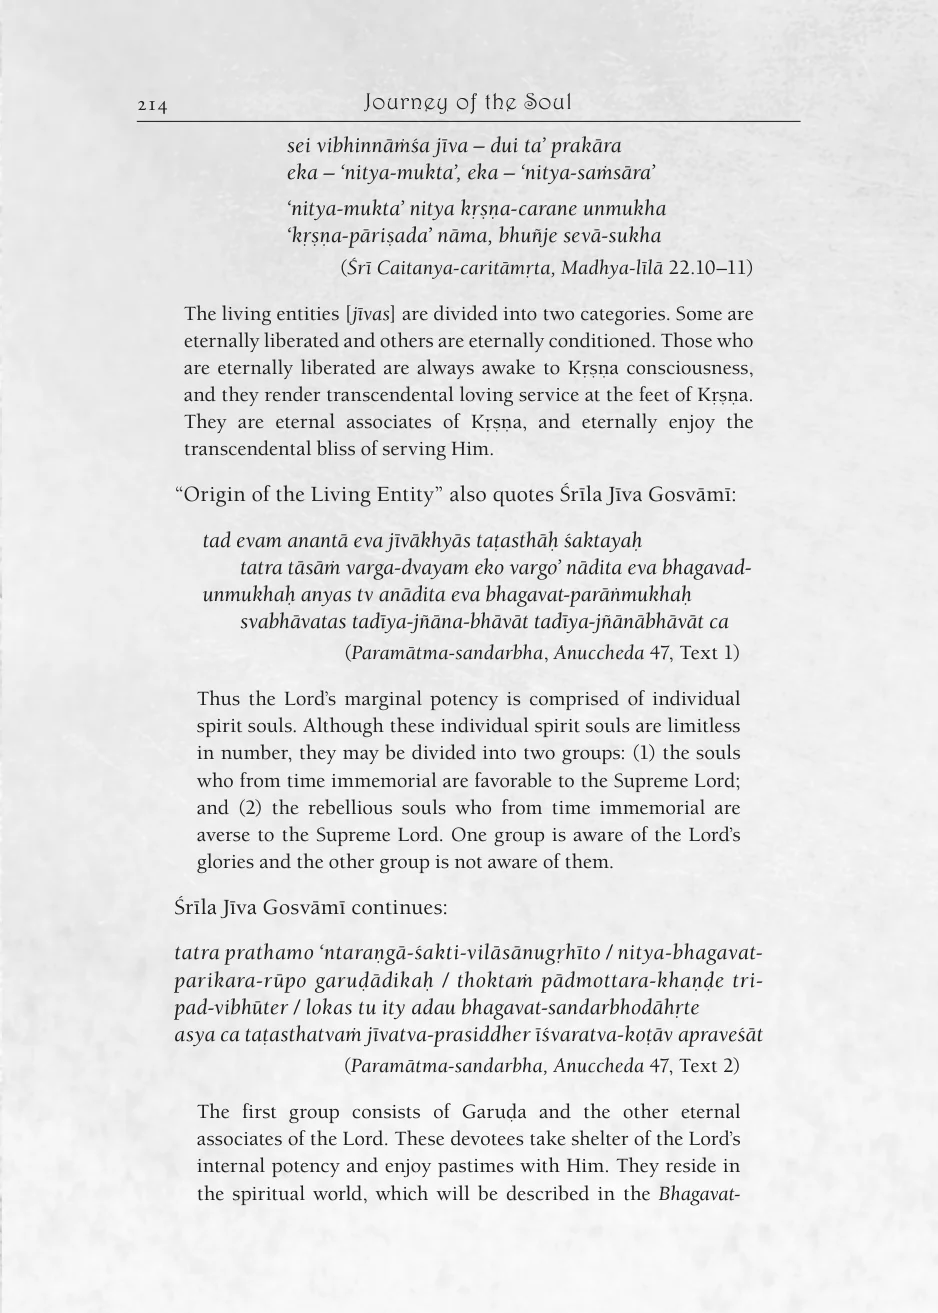 214
Journey of the Soul
sei vibhinnāṁśa jīva – dui ta’ prakāra
eka – ‘nitya-mukta’, eka – ‘nitya-saṁsāra’
‘nitya-mukta’ nitya kṛṣṇa-carane unmukha
‘kṛṣṇa-pāriṣada’ nāma, bhuñje sevā-sukha
(Śrī Caitanya-caritāmṛta, Madhya-līlā 22.10–11)
The living entities [jīvas] are divided into two categories. Some are
eternally liberated and others are eternally conditioned. Those who
are eternally liberated are always awake to Kṛṣṇa consciousness,
and they render transcendental loving service at the feet of Kṛṣṇa.
They are eternal associates of Kṛṣṇa, and eternally enjoy the
transcendental bliss of serving Him.
“Origin of the Living Entity” also quotes Śrīla Jīva Gosvāmī:
tad evam anantā eva jīvākhyās taṭasthāḥ śaktayaḥ
tatra tāsāṁ varga-dvayam eko vargo’ nādita eva bhagavad-
unmukhaḥ anyas tv anādita eva bhagavat-parāṅmukhaḥ
svabhāvatas tadīya-jñāna-bhāvāt tadīya-jñānābhāvāt ca
(Paramātma-sandarbha, Anuccheda 47, Text 1)
Thus the Lord’s marginal potency is comprised of individual
spirit souls. Although these individual spirit souls are limitless
in number, they may be divided into two groups: (1) the souls
who from time immemorial are favorable to the Supreme Lord;
and (2) the rebellious souls who from time immemorial are
averse to the Supreme Lord. One group is aware of the Lord’s
glories and the other group is not aware of them.
Śrīla Jīva Gosvāmī continues:
tatra prathamo ‘ntaraṇgā-śakti-vilāsānugṛhīto / nitya-bhagavat-
parikara-rūpo garuḍādikaḥ / thoktaṁ pādmottara-khaṇḍe tri-
pad-vibhūter / lokas tu ity adau bhagavat-sandarbhodāhṛte
asya ca taṭasthatvaṁ jīvatva-prasiddher īśvaratva-koṭāv apraveśāt
(Paramātma-sandarbha, Anuccheda 47, Text 2)
The first group consists of Garuḍa and the other eternal
associates of the Lord. These devotees take shelter of the Lord’s
internal potency and enjoy pastimes with Him. They reside in
the spiritual world, which will be described in the Bhagavat-